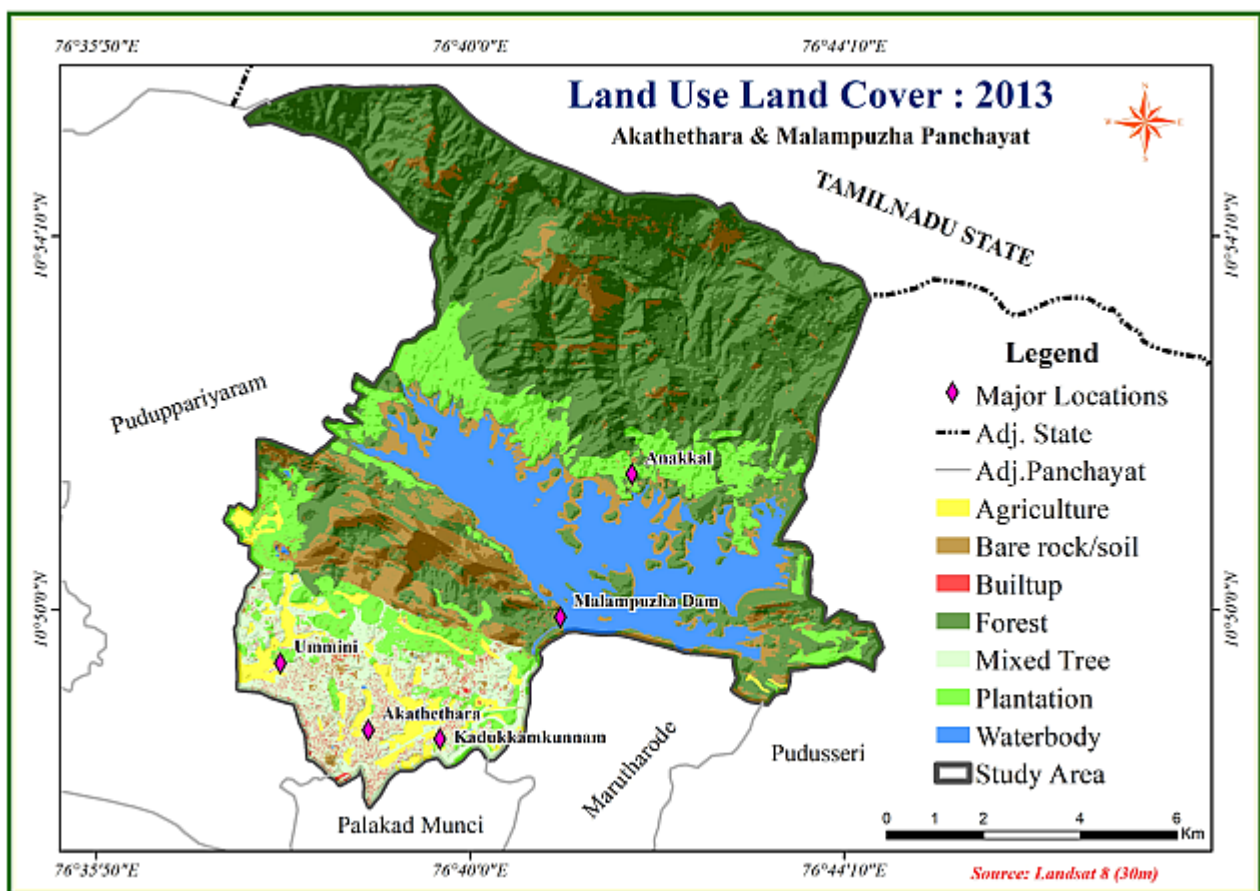 76°35'50"E 76°40'0"E 76°44'10"E
Land Use Land Cover : 2013
Akathethara & Malampuzha Panchayat
N
W E
S
TAMILNADU STATE
10°54'10"N 10°54'10"N
Legend
Major Locations
Adj. State
Adj.Panchayat
Agriculture
Bare rock/soil
Builtup
Forest
Mixed Tree
Plantation
Waterbody
Study Area
Puduppariyaram
Anakkal
10°50'0"N 10°50'0"N
Malampuzha Dam
Ummini
Akathethara
Kadukkamkunnam
Marutharode
Pudusseri
Palakad Munci
0 1 2 4 6
Km
76°35'50"E 76°40'0"E 76°44'10"E
Source: Landsat 8 (30m)